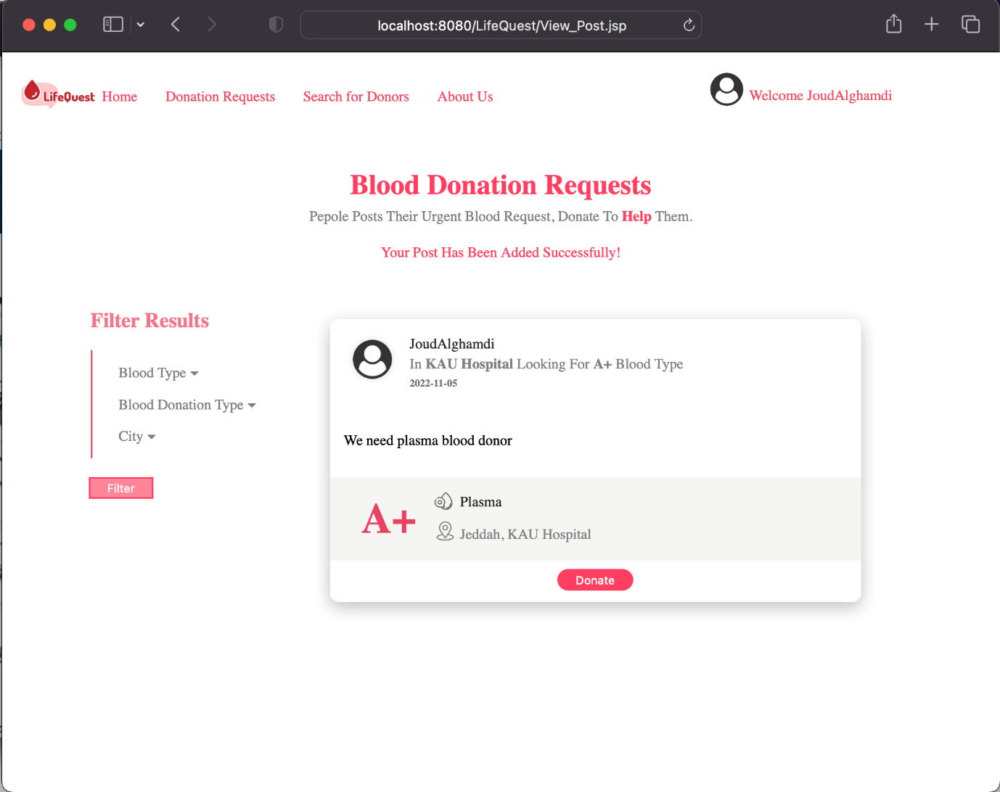 localhost:8080/LifeQuest/View_Post.jsp
LifeQuest Home Donation Requests Search for Donors About Us Welcome JoudAlghamdi
Blood Donation Requests
Pepole Posts Their Urgent Blood Request, Donate To Help Them.
Your Post Has Been Added Successfully!
Filter Results
Blood Type
Blood Donation Type
City
Filter
JoudAlghamdi
In KAU Hospital Looking For A+ Blood Type
2022-11-05
We need plasma blood donor
A+
Plasma
Jeddah, KAU Hospital
Donate